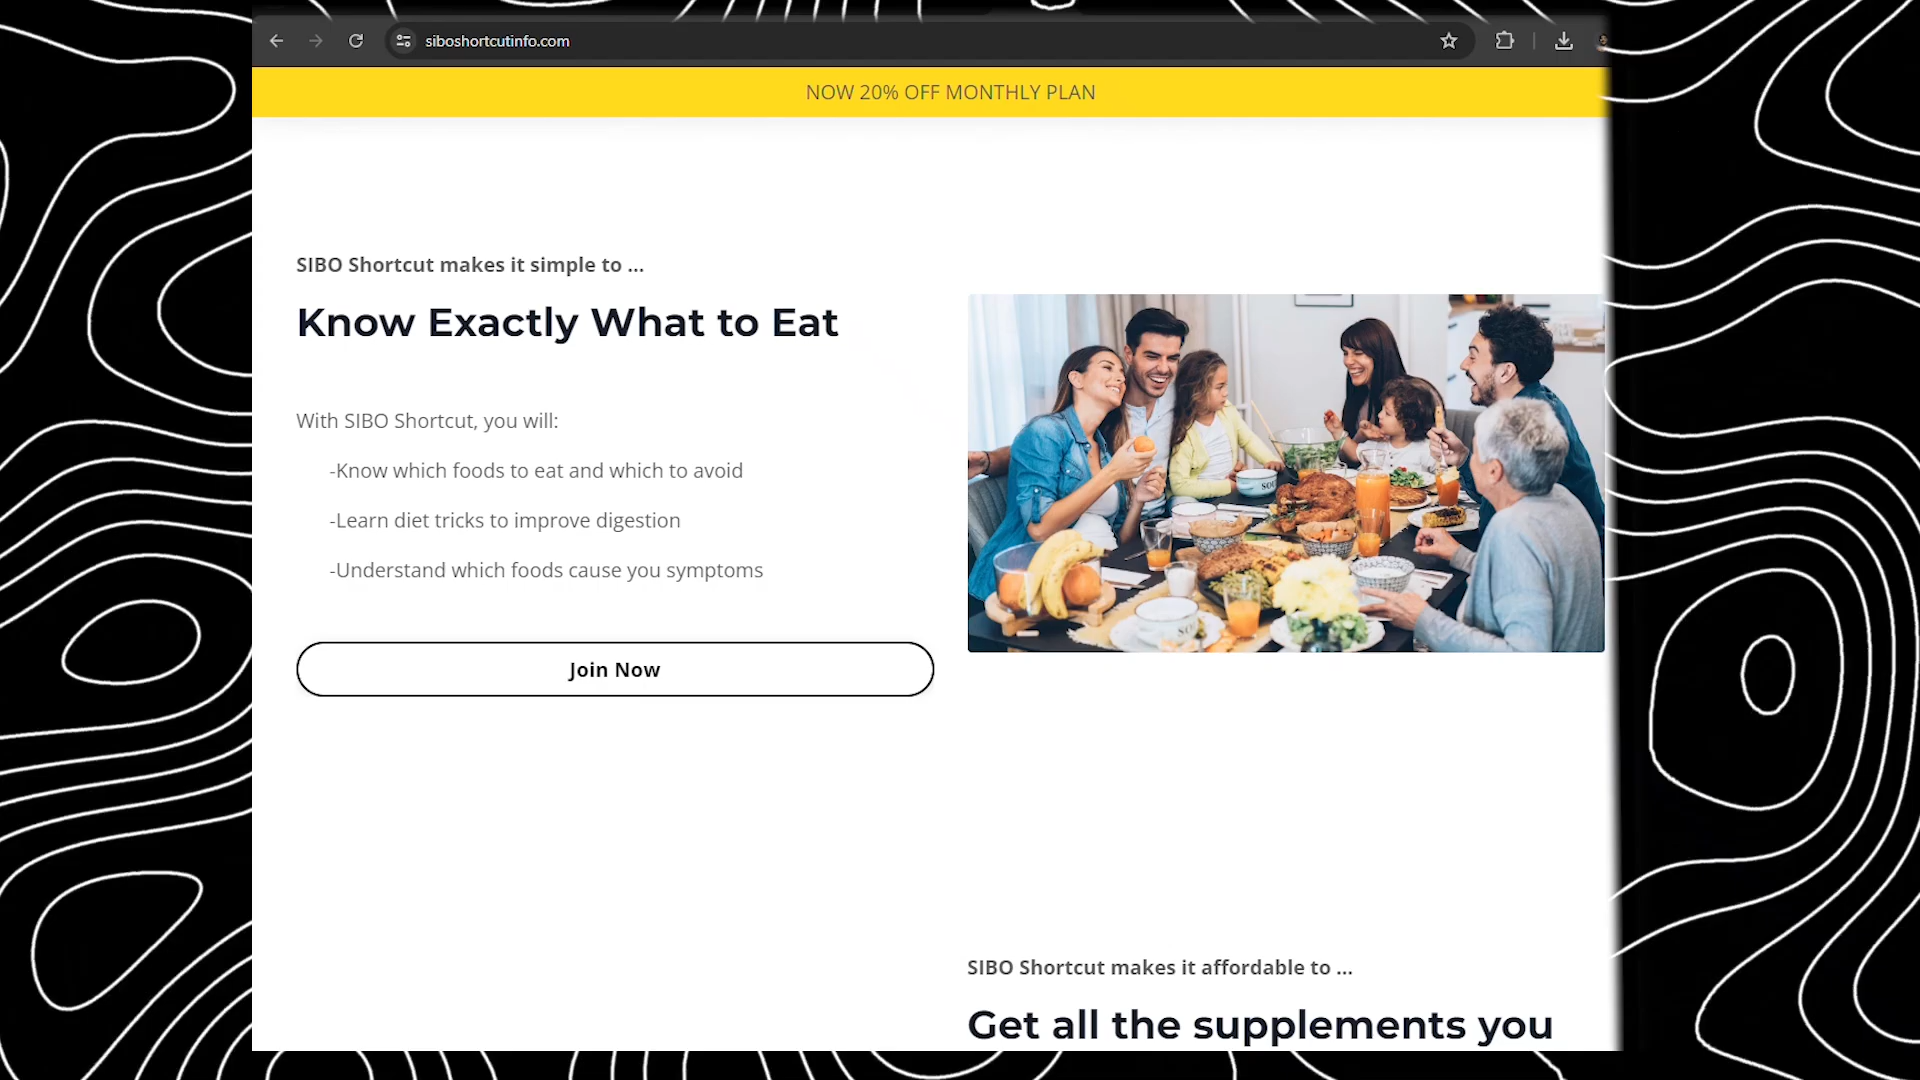 siboshortcutinfo.com
NOW 20% OFF MONTHLY PLAN
SIBO Shortcut makes it simple to ...
Know Exactly What to Eat
With SIBO Shortcut, you will:
-Know which foods to eat and which to avoid
-Learn diet tricks to improve digestion
-Understand which foods cause you symptoms
Join Now
SIBO Shortcut makes it affordable to ...
Get all the supplements you